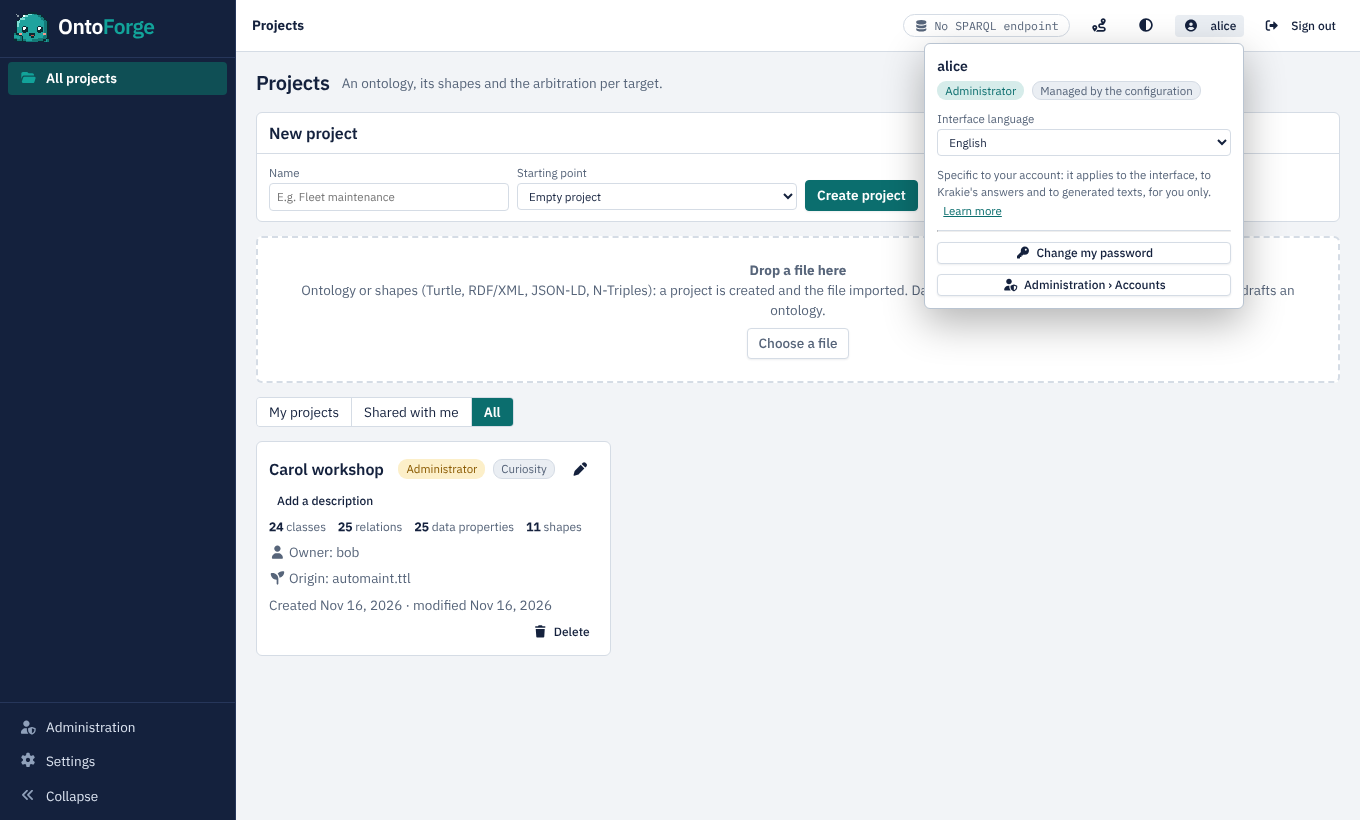 OntoForge
All projects
Administration
Settings
Collapse
Projects
No SPARQL endpoint
alice
Sign out
Projects
An ontology, its shapes and the arbitration per target.
New project
Name
E.g. Fleet maintenance
Starting point
Empty project
Create project
alice
Administrator
Managed by the configuration
Interface language
English
Specific to your account: it applies to the interface, to
Krakie's answers and to generated texts, for you only.
Learn more
Change my password
Administration › Accounts
Drop a file here
Ontology or shapes (Turtle, RDF/XML, JSON-LD, N-Triples): a project is created and the file imported. drafts an
ontology.
Choose a file
My projects
Shared with me
All
Carol workshop
Administrator
Curiosity
Add a description
24 classes 25 relations 25 data properties 11 shapes
Owner: bob
Origin: automaint.ttl
Created Nov 16, 2026 · modified Nov 16, 2026
Delete